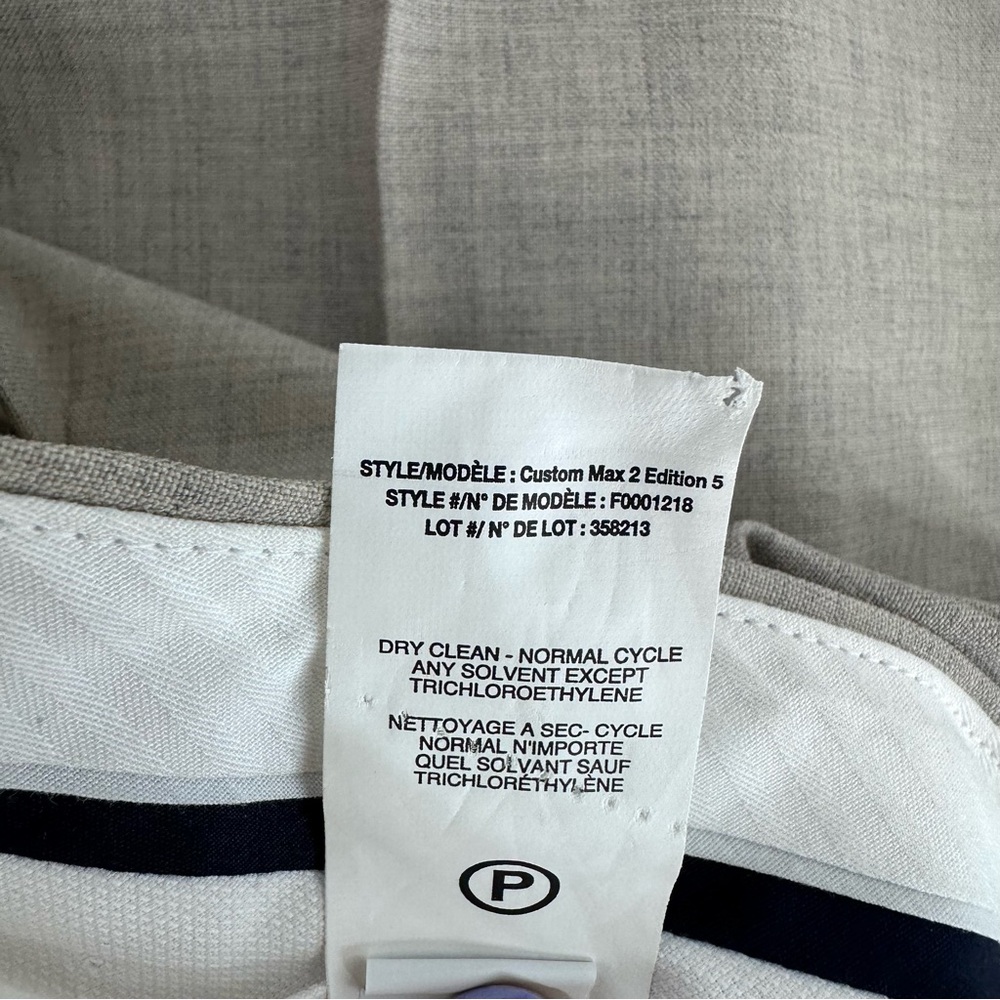 STYLE/MODÈLE : Custom Max 2 Edition 5
STYLE #/N° DE MODÈLE : F0001218
LOT #/ N° DE LOT : 358213
DRY CLEAN - NORMAL CYCLE
ANY SOLVENT EXCEPT
TRICHLOROETHYLENE
NETTOYAGE A SEC- CYCLE
NORMAL N'IMPORTE
QUEL SOLVANT SAUF
TRICHLORÉTHYLÈNE
P